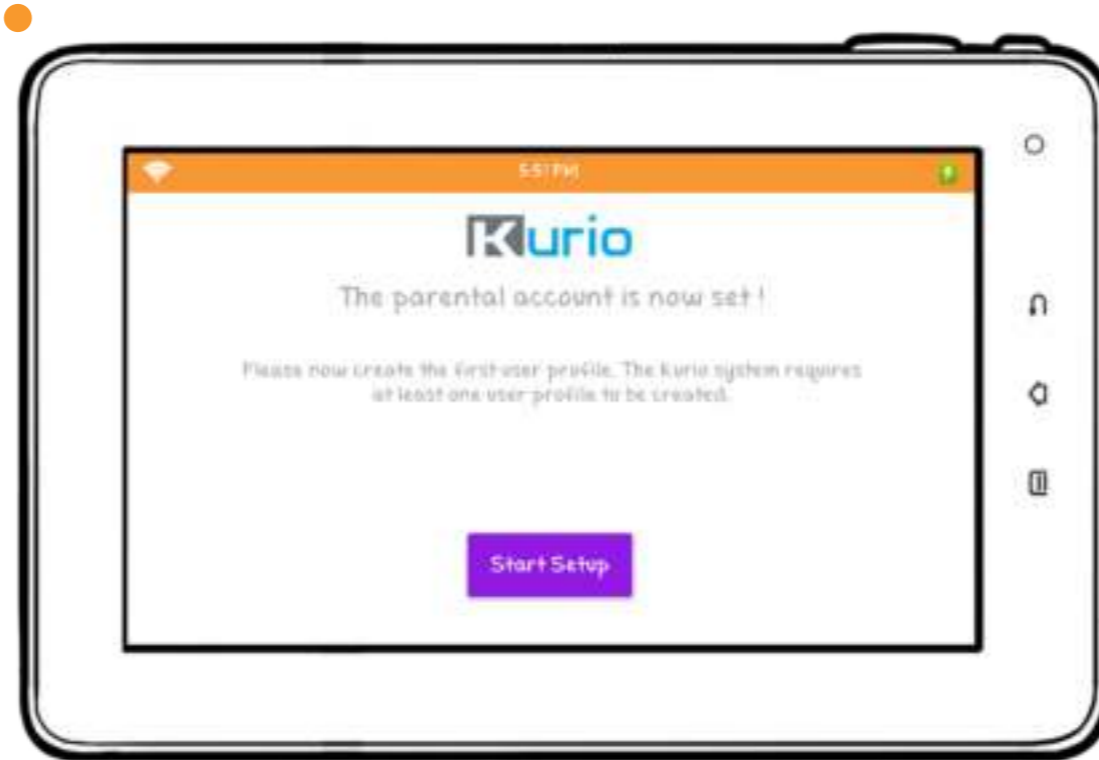 5:51 PM
Kurio
The parental account is now set !
Please now create the first user profile. The Kurio system requires
at least one user profile to be created.
Start Setup